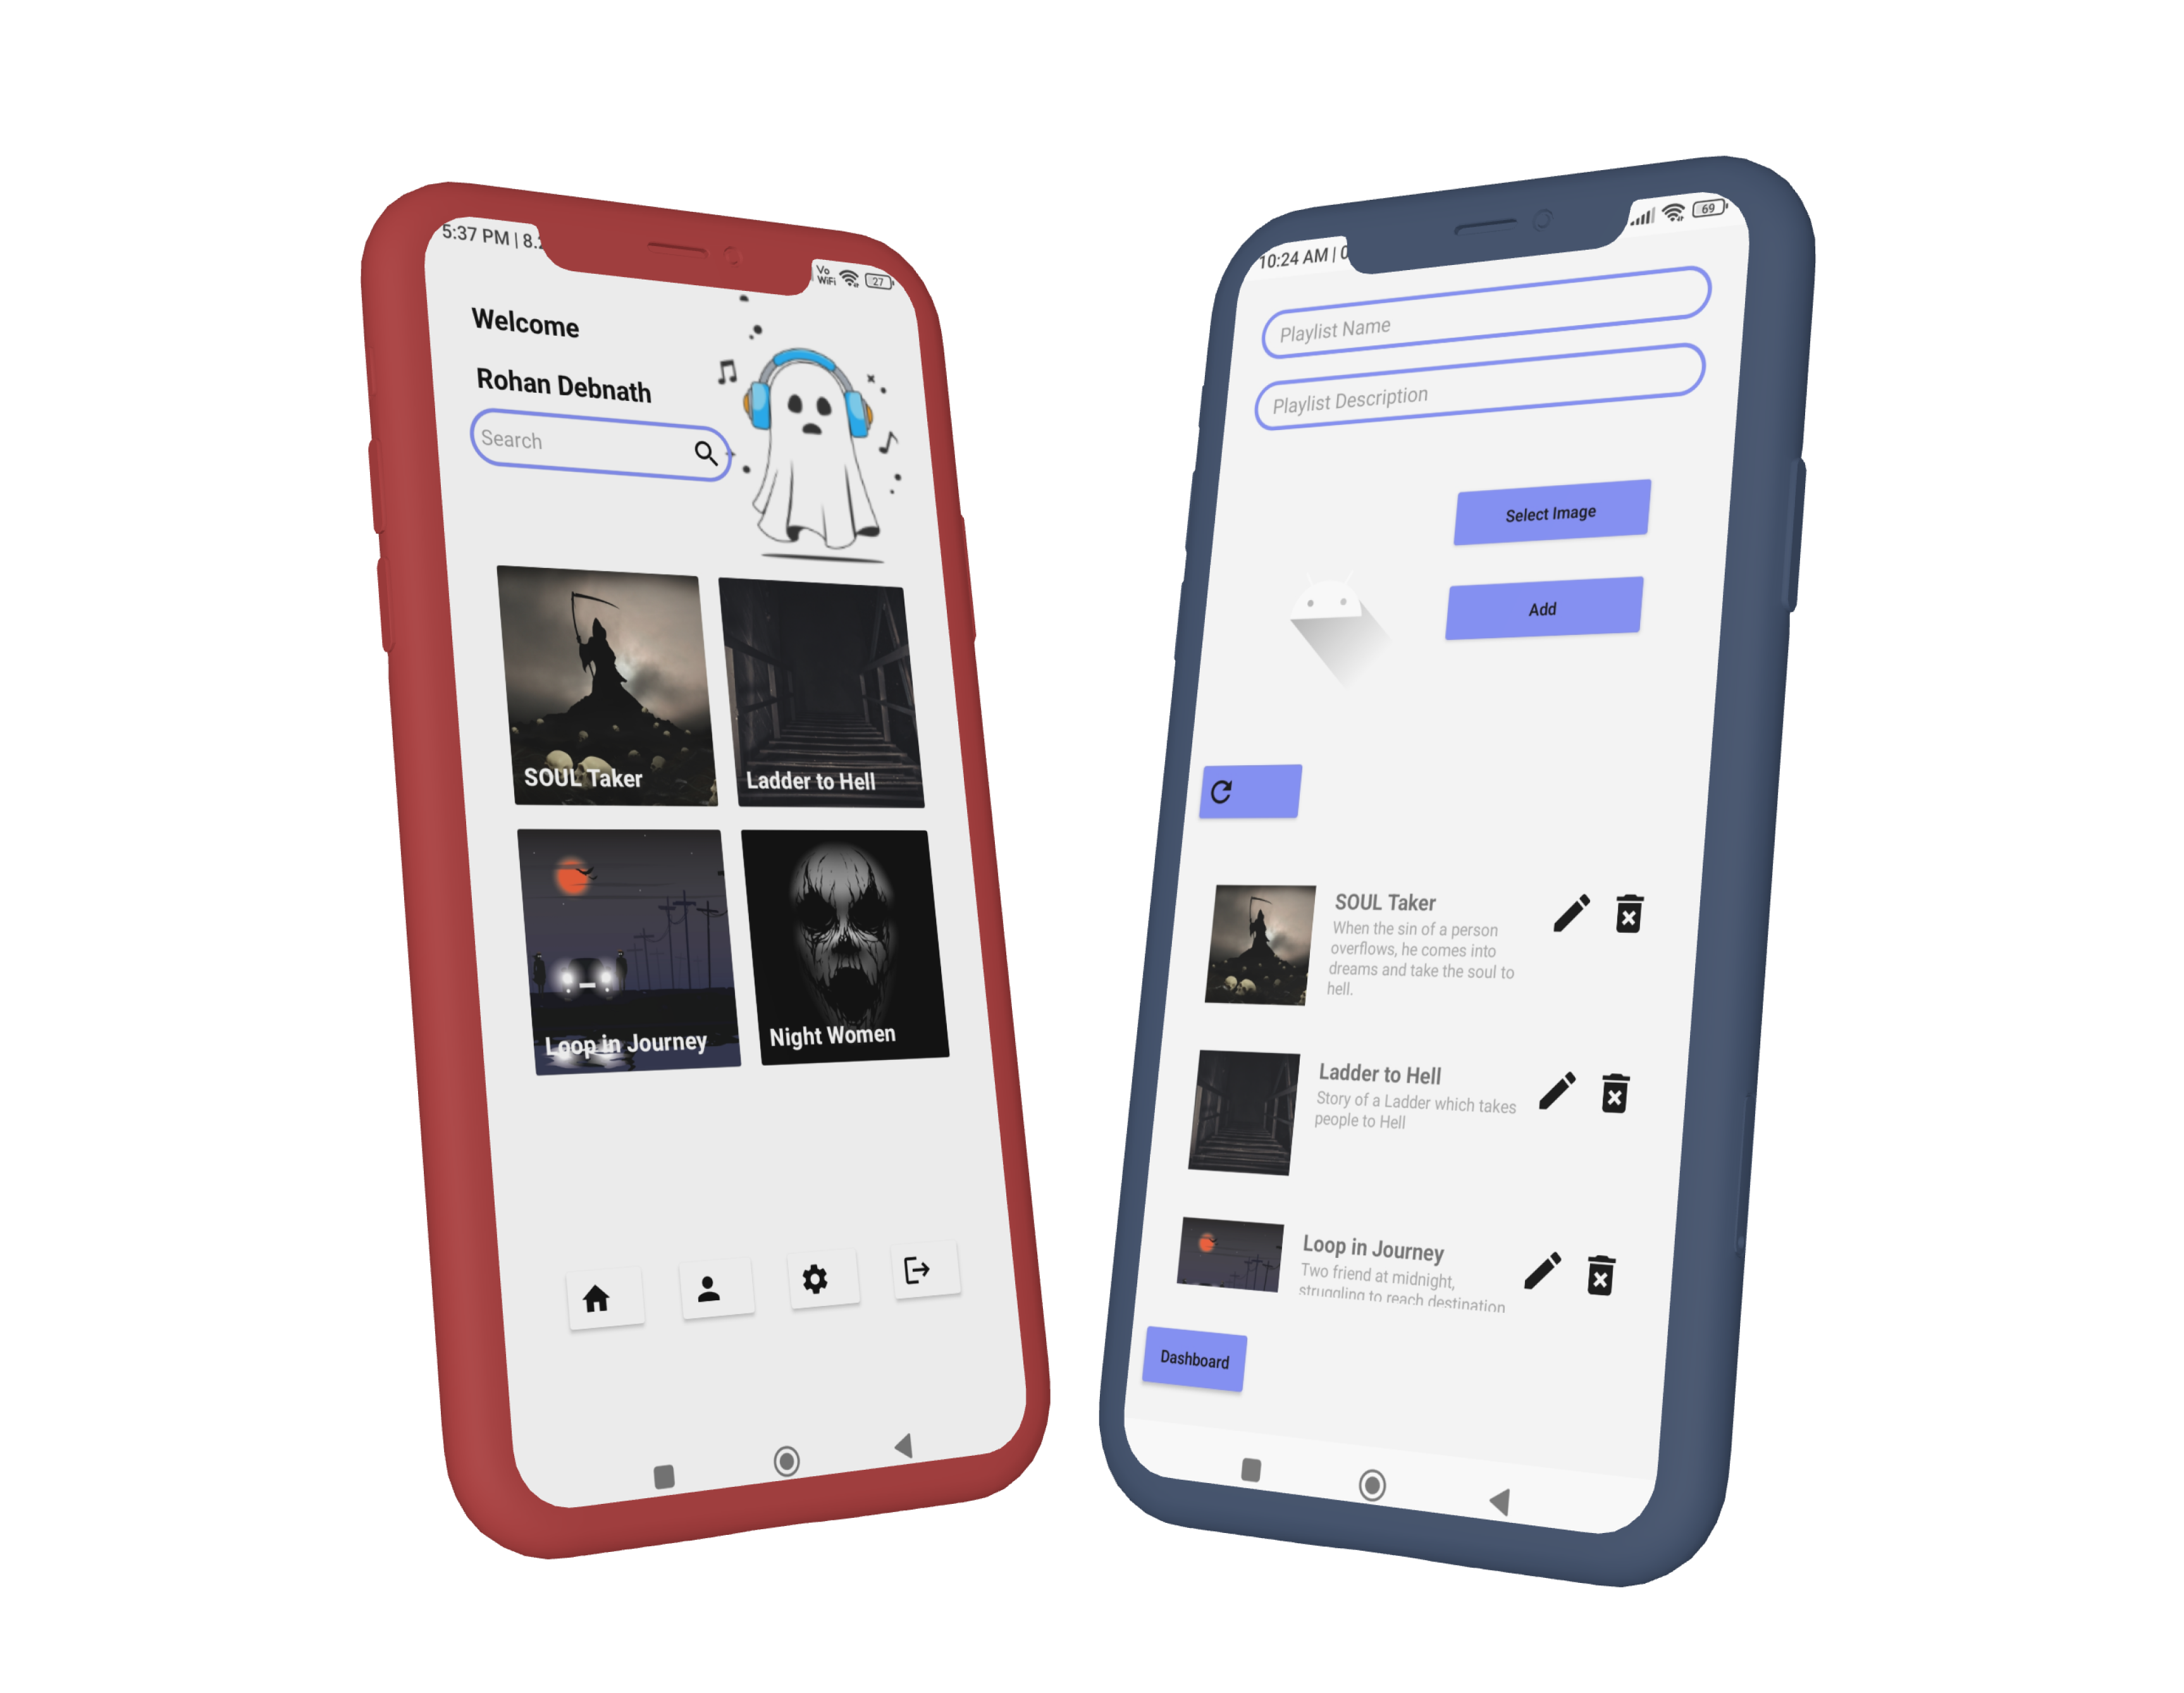 5:37 PM | 8.
Vo
WiFi
27
Welcome
Rohan Debnath
Search
SOUL Taker
Ladder to Hell
Loop in Journey
Night Women
10:24 AM | 0
69
Playlist Name
Playlist Description
Select Image
Add
SOUL Taker
When the sin of a person
overflows, he comes into
dreams and take the soul to
hell.
Ladder to Hell
Story of a Ladder which takes
people to Hell
Loop in Journey
Two friend at midnight,
struggling to reach destination
Dashboard